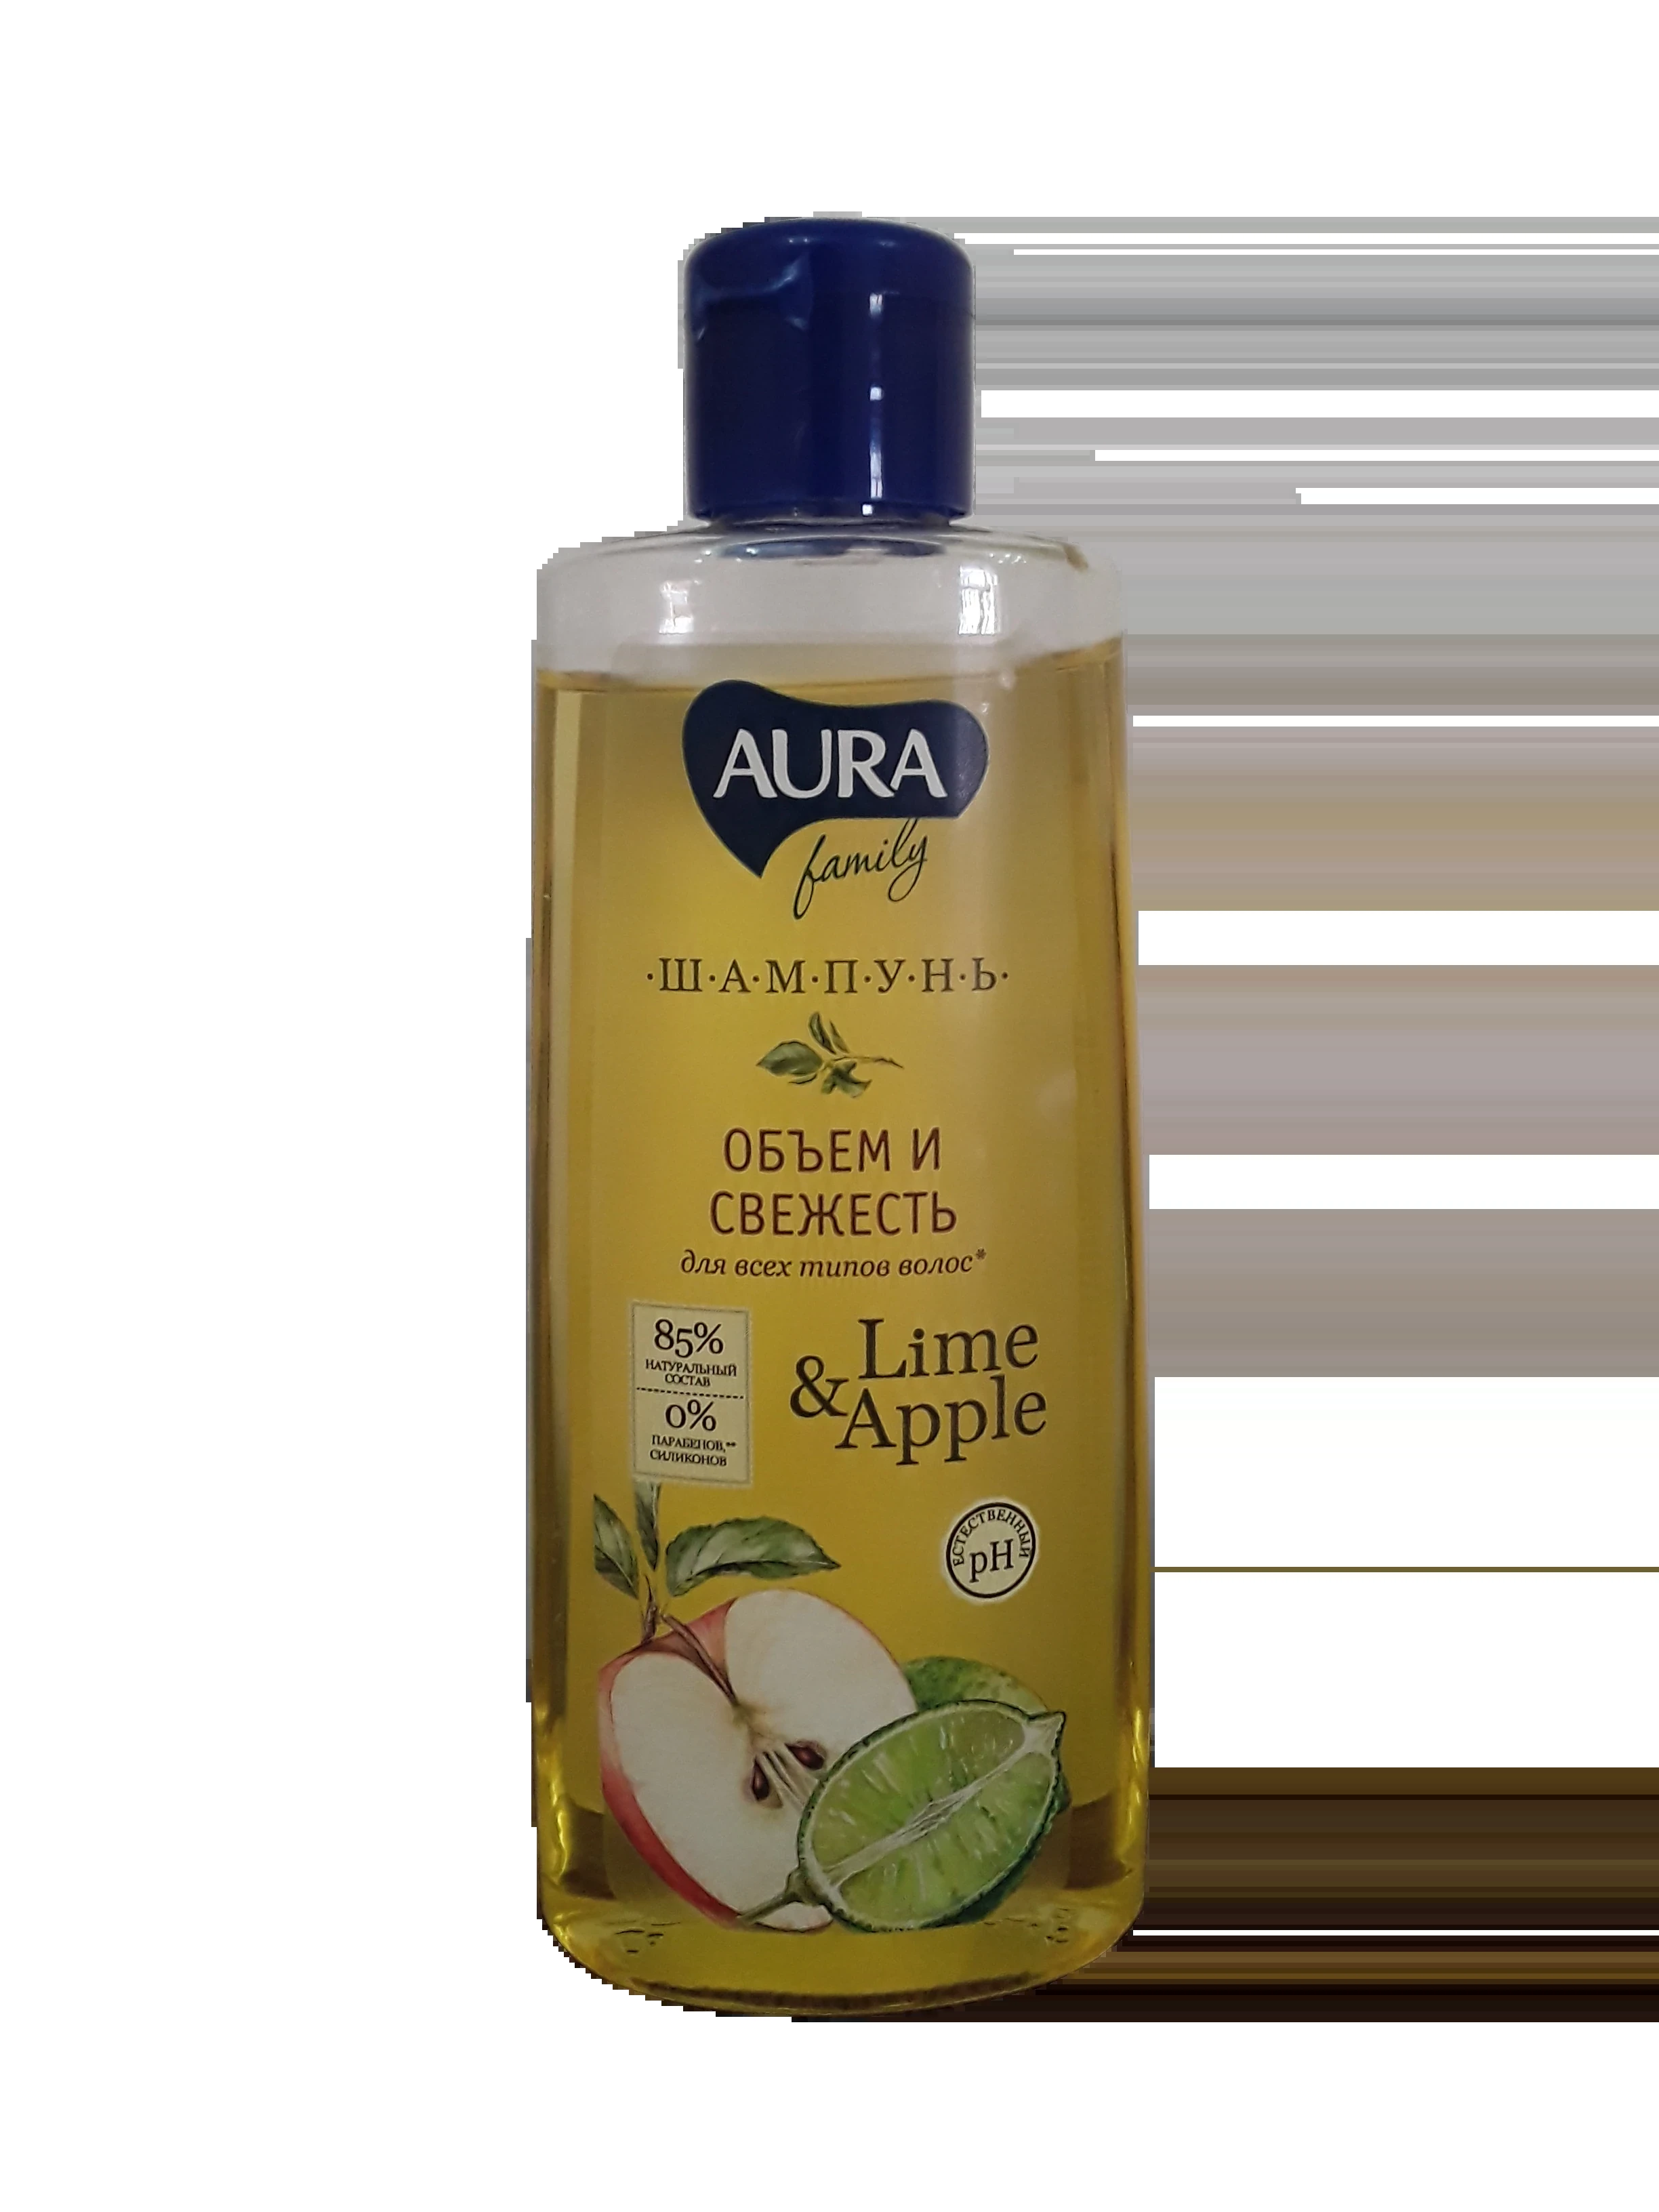 AURA
family
·Ш·А·М·П·У·Н·Ь·
ОБЪЕМ И
СВЕЖЕСТЬ
для всех типов волос*
85%
НАТУРАЛЬНЫЙ
СОСТАВ
0%
ПАРАБЕНОВ,**
СИЛИКОНОВ
Lime
&Apple
ЕСТЕСТВЕННЫЙ
pH